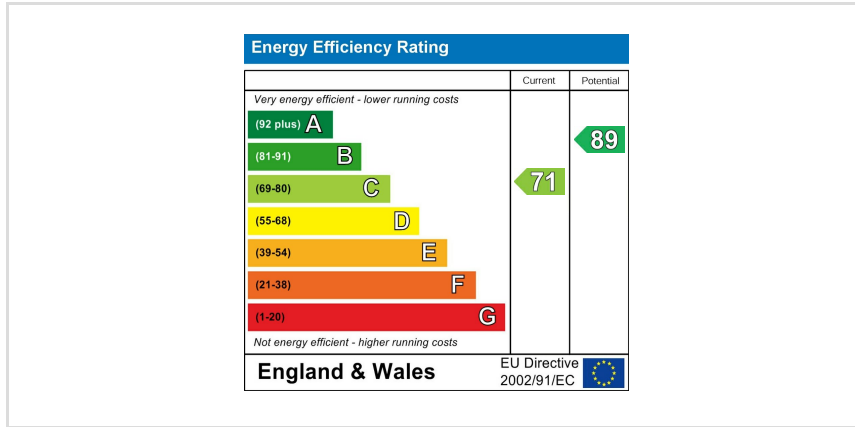 Energy Efficiency Rating
Current Potential
Very energy efficient - lower running costs
(92 plus) A
(81-91) B
(69-80) C
(55-68) D
(39-54) E
(21-38) F
(1-20) G
71
89
Not energy efficient - higher running costs
England & Wales
EU Directive
2002/91/EC